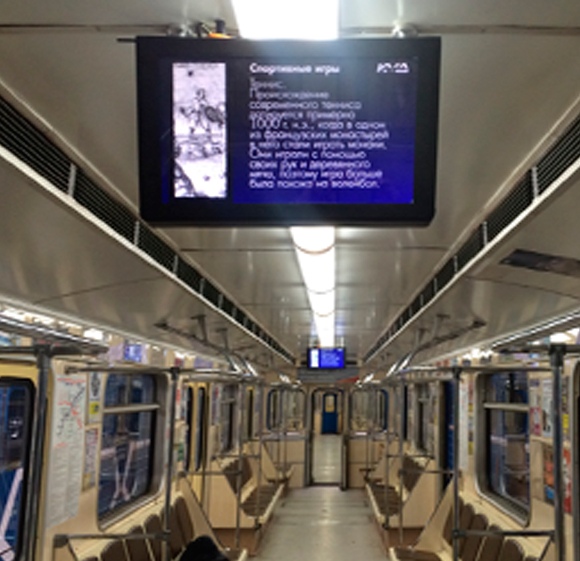 Спортивные игры
Теннис.
Происхождение
современного тенниса
датируется примерно
1000 г. н.э., когда в одном
из французских монастырей
в него стали играть монахи.
Они играли с помощью
своих рук и деревянного
мяча, поэтому игра больше
была похожа на волейбол.